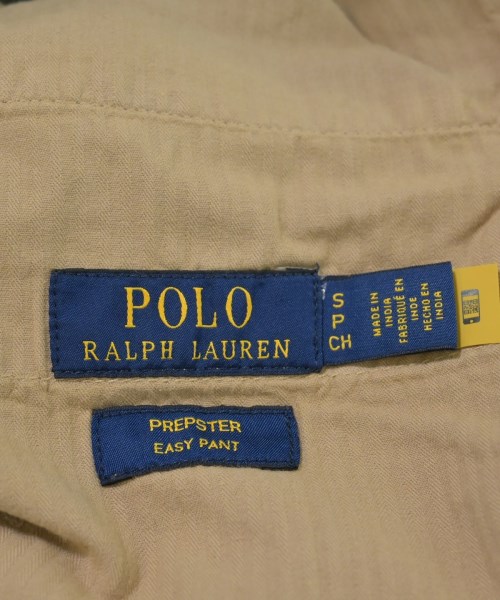 POLO
RALPH LAUREN
S
P
CH
MADE IN
INDIA
FABRIQUÉ EN
INDE
HECHO EN
INDIA
PREPSTER
EASY PANT